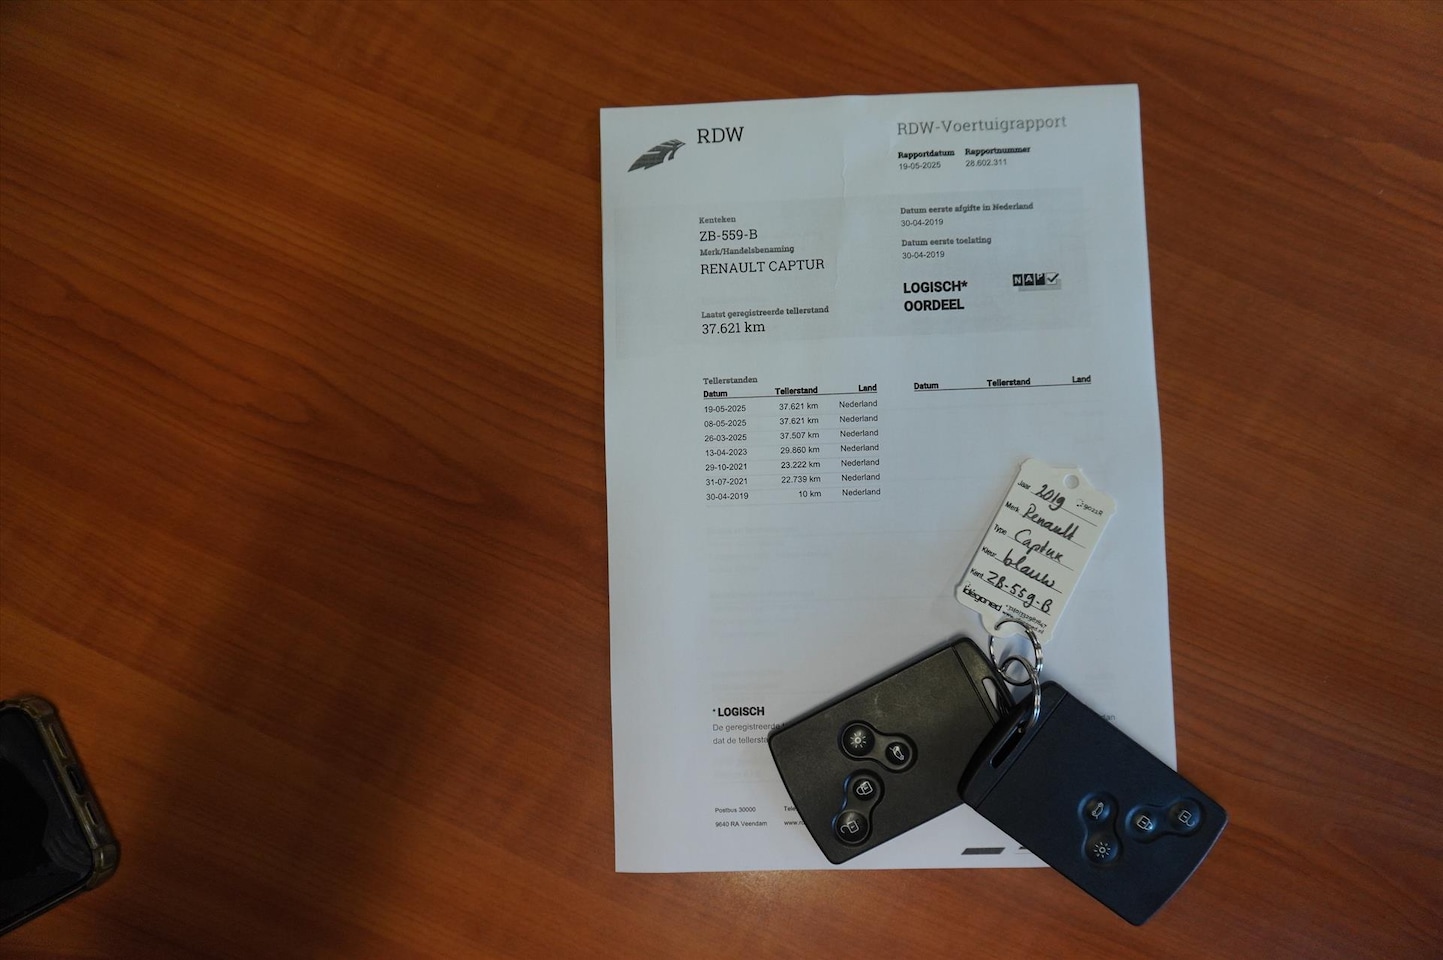 RDW
RDW-Voertuigrapport
Rapportdatum Rapportnummer
19-05-2025 28.602.311
Kenteken
ZB-559-B
Merk/Handelsbenaming
RENAULT CAPTUR
Laatst geregistreerde tellerstand
37.621 km
Datum eerste afgifte in Nederland
30-04-2019
Datum eerste toelating
30-04-2019
LOGISCH*
OORDEEL
NAP
Tellerstanden
Datum Tellerstand Land
19-05-2025 37.621 km Nederland
08-05-2025 37.621 km Nederland
26-03-2025 37.507 km Nederland
13-04-2023 29.860 km Nederland
29-10-2021 23.222 km Nederland
31-07-2021 22.739 km Nederland
30-04-2019 10 km Nederland
Datum Tellerstand Land
Jaar 2019
Merk Renault
Type Captur
Kleur blauw
Kent. ZB-559-B
* LOGISCH
De geregistreerde
dat de
Postbus 30000
9640 RA Veendam